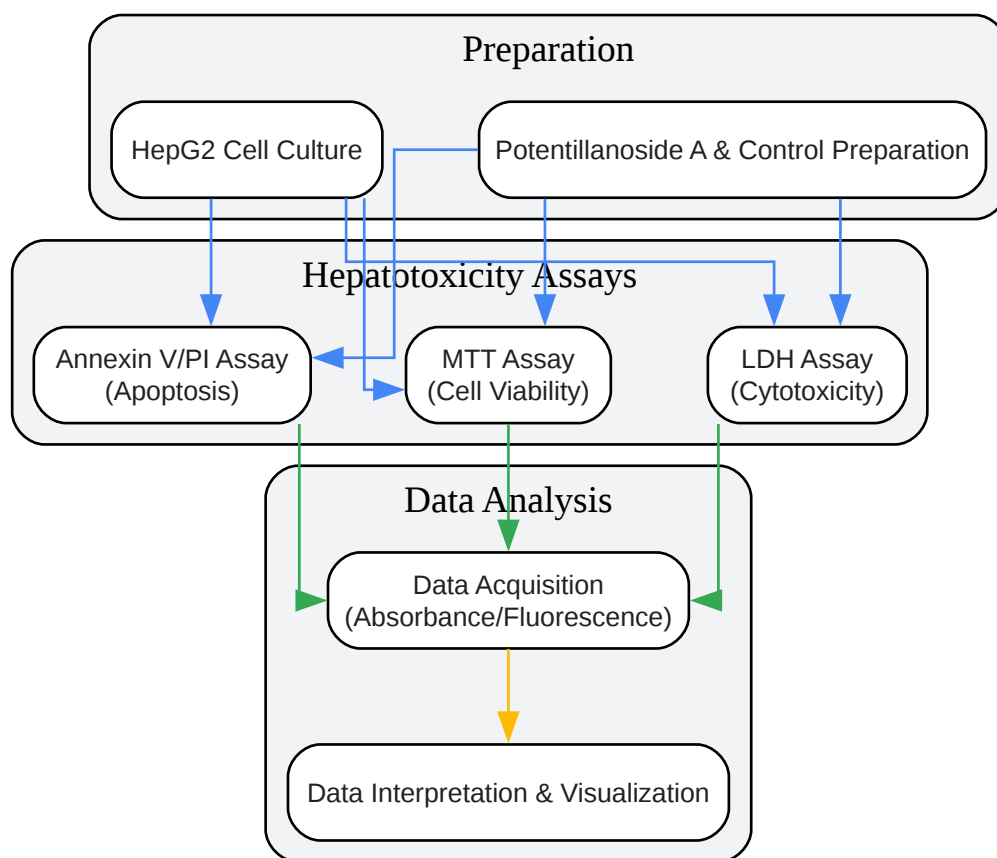 Preparation
HepG2 Cell Culture
Potentillanoside A & Control Preparation
Hepatotoxicity Assays
Annexin V/PI Assay
(Apoptosis)
MTT Assay
(Cell Viability)
LDH Assay
(Cytotoxicity)
Data Analysis
Data Acquisition
(Absorbance/Fluorescence)
Data Interpretation & Visualization